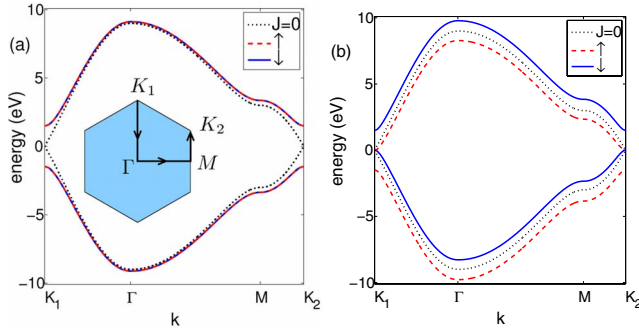 (a)
energy (eV)
10
5
0
−5
−10
J=0
↑
↓
K₁
K₂
Γ
M
K₁ Γ M K₂
k
(b)
energy (eV)
10
5
0
−5
−10
J=0
↑
↓
K₁ Γ M K₂
k